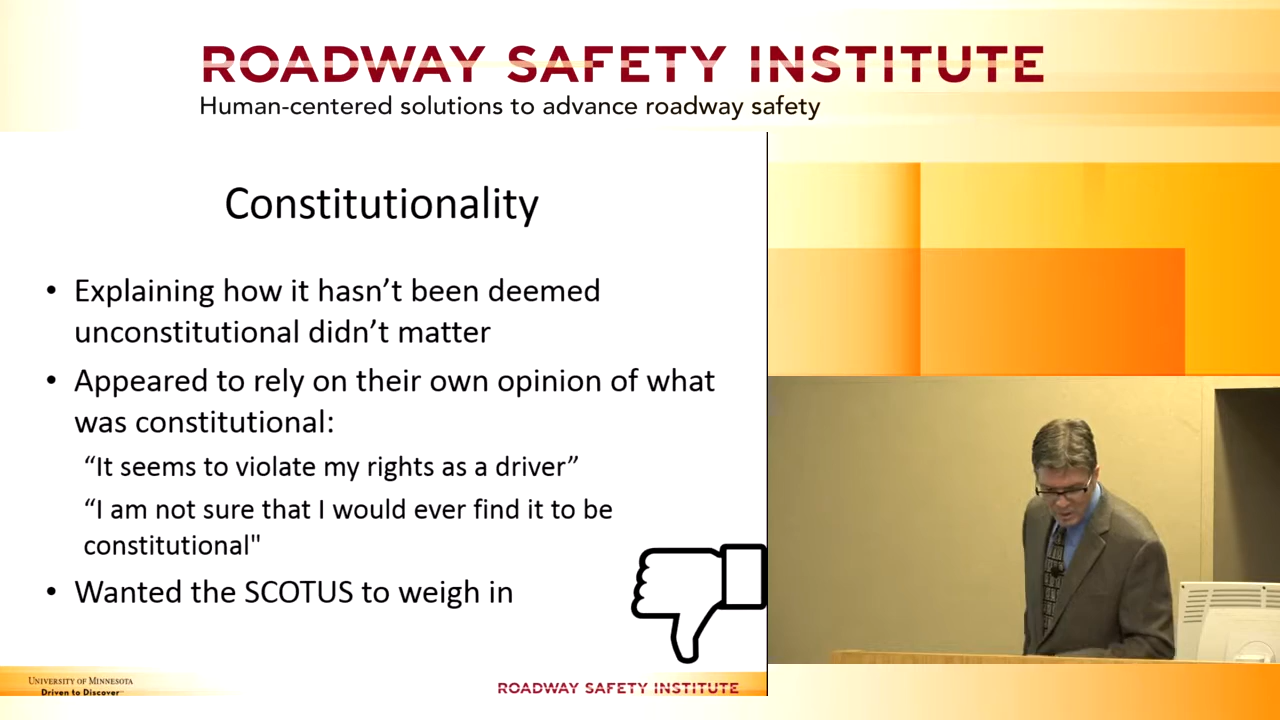 ROADWAY SAFETY INSTITUTE
Human-centered solutions to advance roadway safety
Constitutionality
• Explaining how it hasn’t been deemed
unconstitutional didn’t matter
• Appeared to rely on their own opinion of what
was constitutional:
“It seems to violate my rights as a driver”
“I am not sure that I would ever find it to be
constitutional"
• Wanted the SCOTUS to weigh in
UNIVERSITY OF MINNESOTA
Driven to Discover
ROADWAY SAFETY INSTITUTE